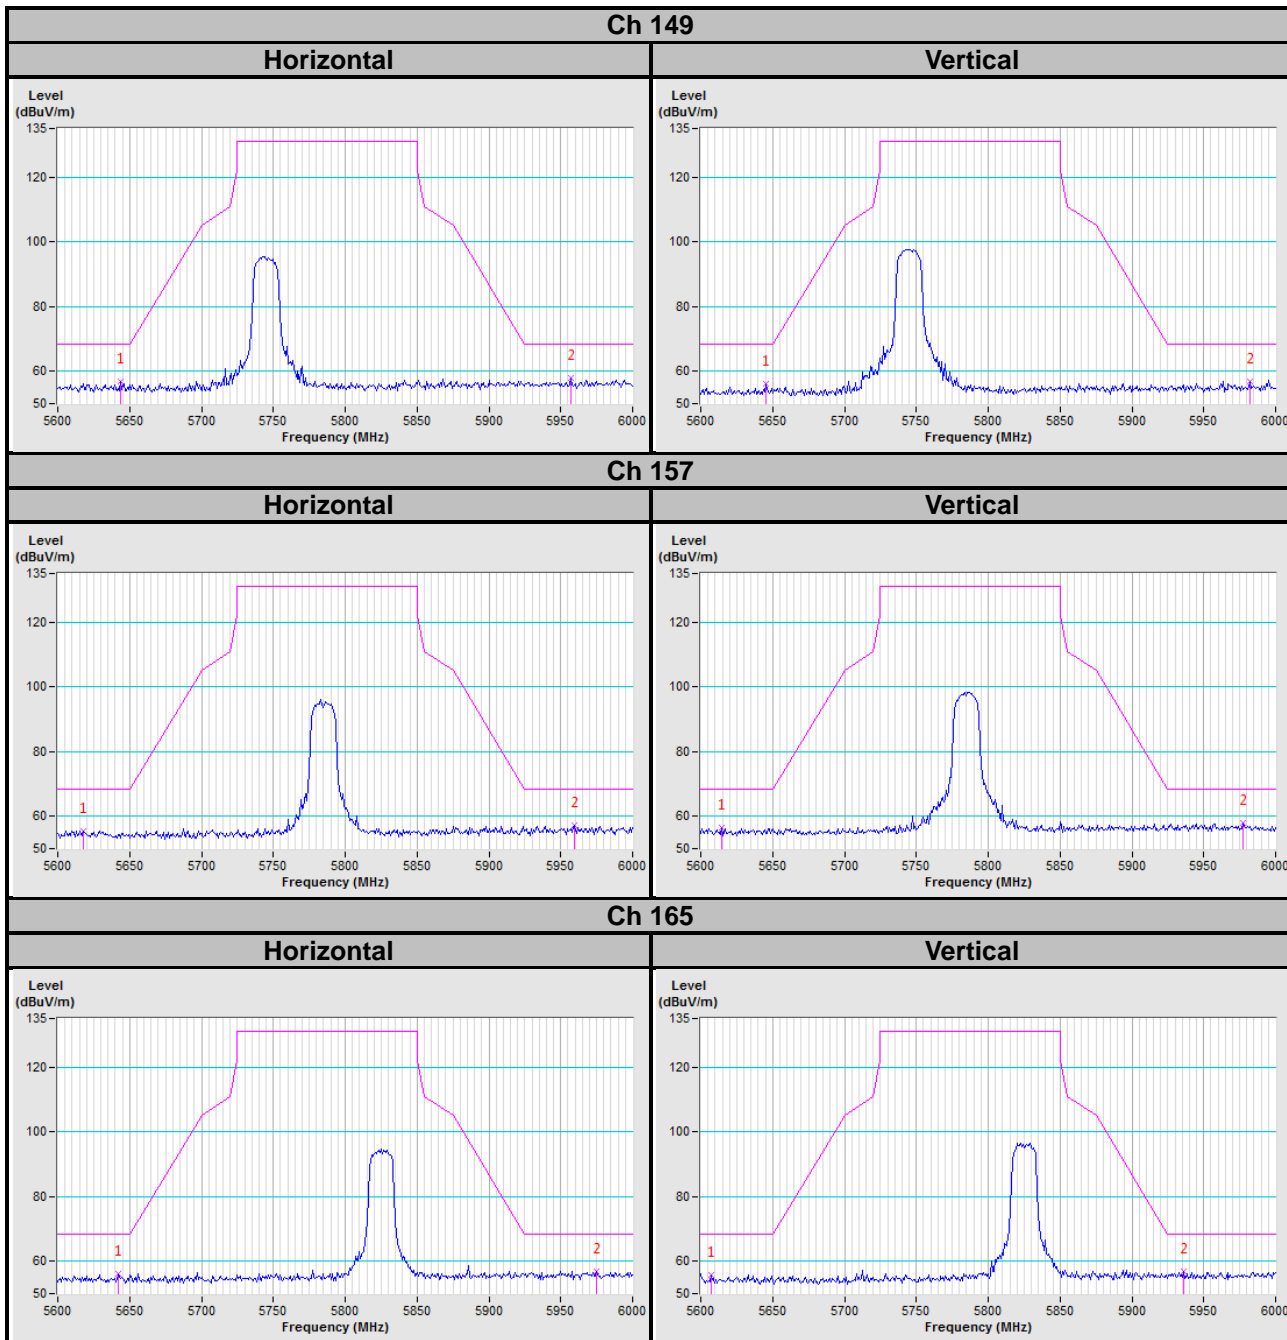 Ch 149
Horizontal Vertical
Level Level
(dBuV/m) (dBuV/m)
135 135
120 120
100 100
80 80
60 60
50 50
1 2 1 2
5600 5650 5700 5750 5800 5850 5900 5950 6000 5600 5650 5700 5750 5800 5850 5900 5950 6000
Frequency (MHz) Frequency (MHz)
Ch 157
Horizontal Vertical
Level Level
(dBuV/m) (dBuV/m)
135 135
120 120
100 100
80 80
60 60
50 50
1 2 1 2
5600 5650 5700 5750 5800 5850 5900 5950 6000 5600 5650 5700 5750 5800 5850 5900 5950 6000
Frequency (MHz) Frequency (MHz)
Ch 165
Horizontal Vertical
Level Level
(dBuV/m) (dBuV/m)
135 135
120 120
100 100
80 80
60 60
50 50
1 2 1 2
5600 5650 5700 5750 5800 5850 5900 5950 6000 5600 5650 5700 5750 5800 5850 5900 5950 6000
Frequency (MHz) Frequency (MHz)